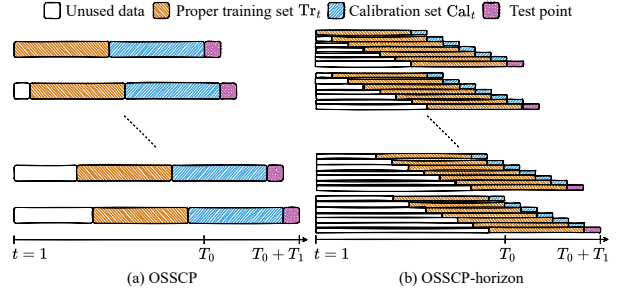 Unused data Proper training set Tr_t Calibration set Cal_t Test point
t = 1 T_0 T_0 + T_1 t = 1 T_0 T_0 + T_1
(a) OSSCP (b) OSSCP-horizon